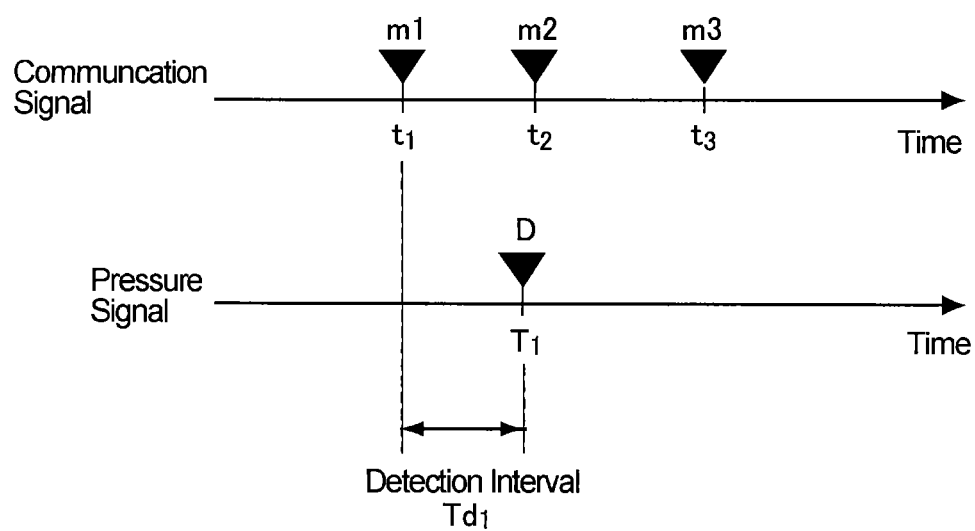 m1 m2 m3
Communcation
Signal
t1 t2 t3
Time
D
Pressure
Signal
T1
Time
Detection Interval
Td1